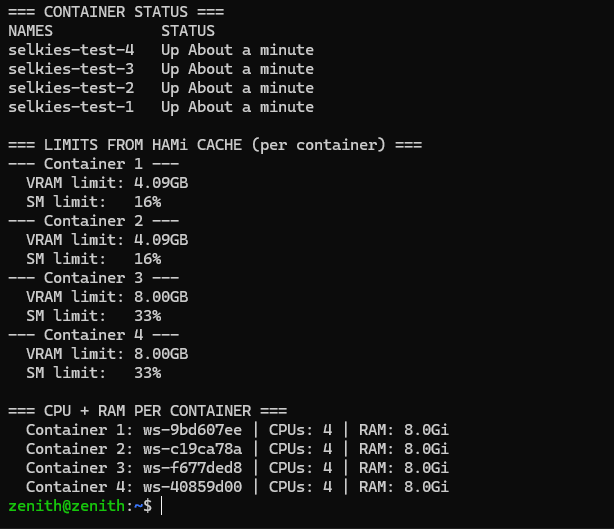 === CONTAINER STATUS ===
NAMES            STATUS
selkies-test-4   Up About a minute
selkies-test-3   Up About a minute
selkies-test-2   Up About a minute
selkies-test-1   Up About a minute
=== LIMITS FROM HAMi CACHE (per container) ===
--- Container 1 ---
  VRAM limit: 4.09GB
  SM limit:   16%
--- Container 2 ---
  VRAM limit: 4.09GB
  SM limit:   16%
--- Container 3 ---
  VRAM limit: 8.00GB
  SM limit:   33%
--- Container 4 ---
  VRAM limit: 8.00GB
  SM limit:   33%
=== CPU + RAM PER CONTAINER ===
  Container 1: ws-9bd607ee | CPUs: 4 | RAM: 8.0Gi
  Container 2: ws-c19ca78a | CPUs: 4 | RAM: 8.0Gi
  Container 3: ws-f677ded8 | CPUs: 4 | RAM: 8.0Gi
  Container 4: ws-40859d00 | CPUs: 4 | RAM: 8.0Gi
zenith@zenith:~$